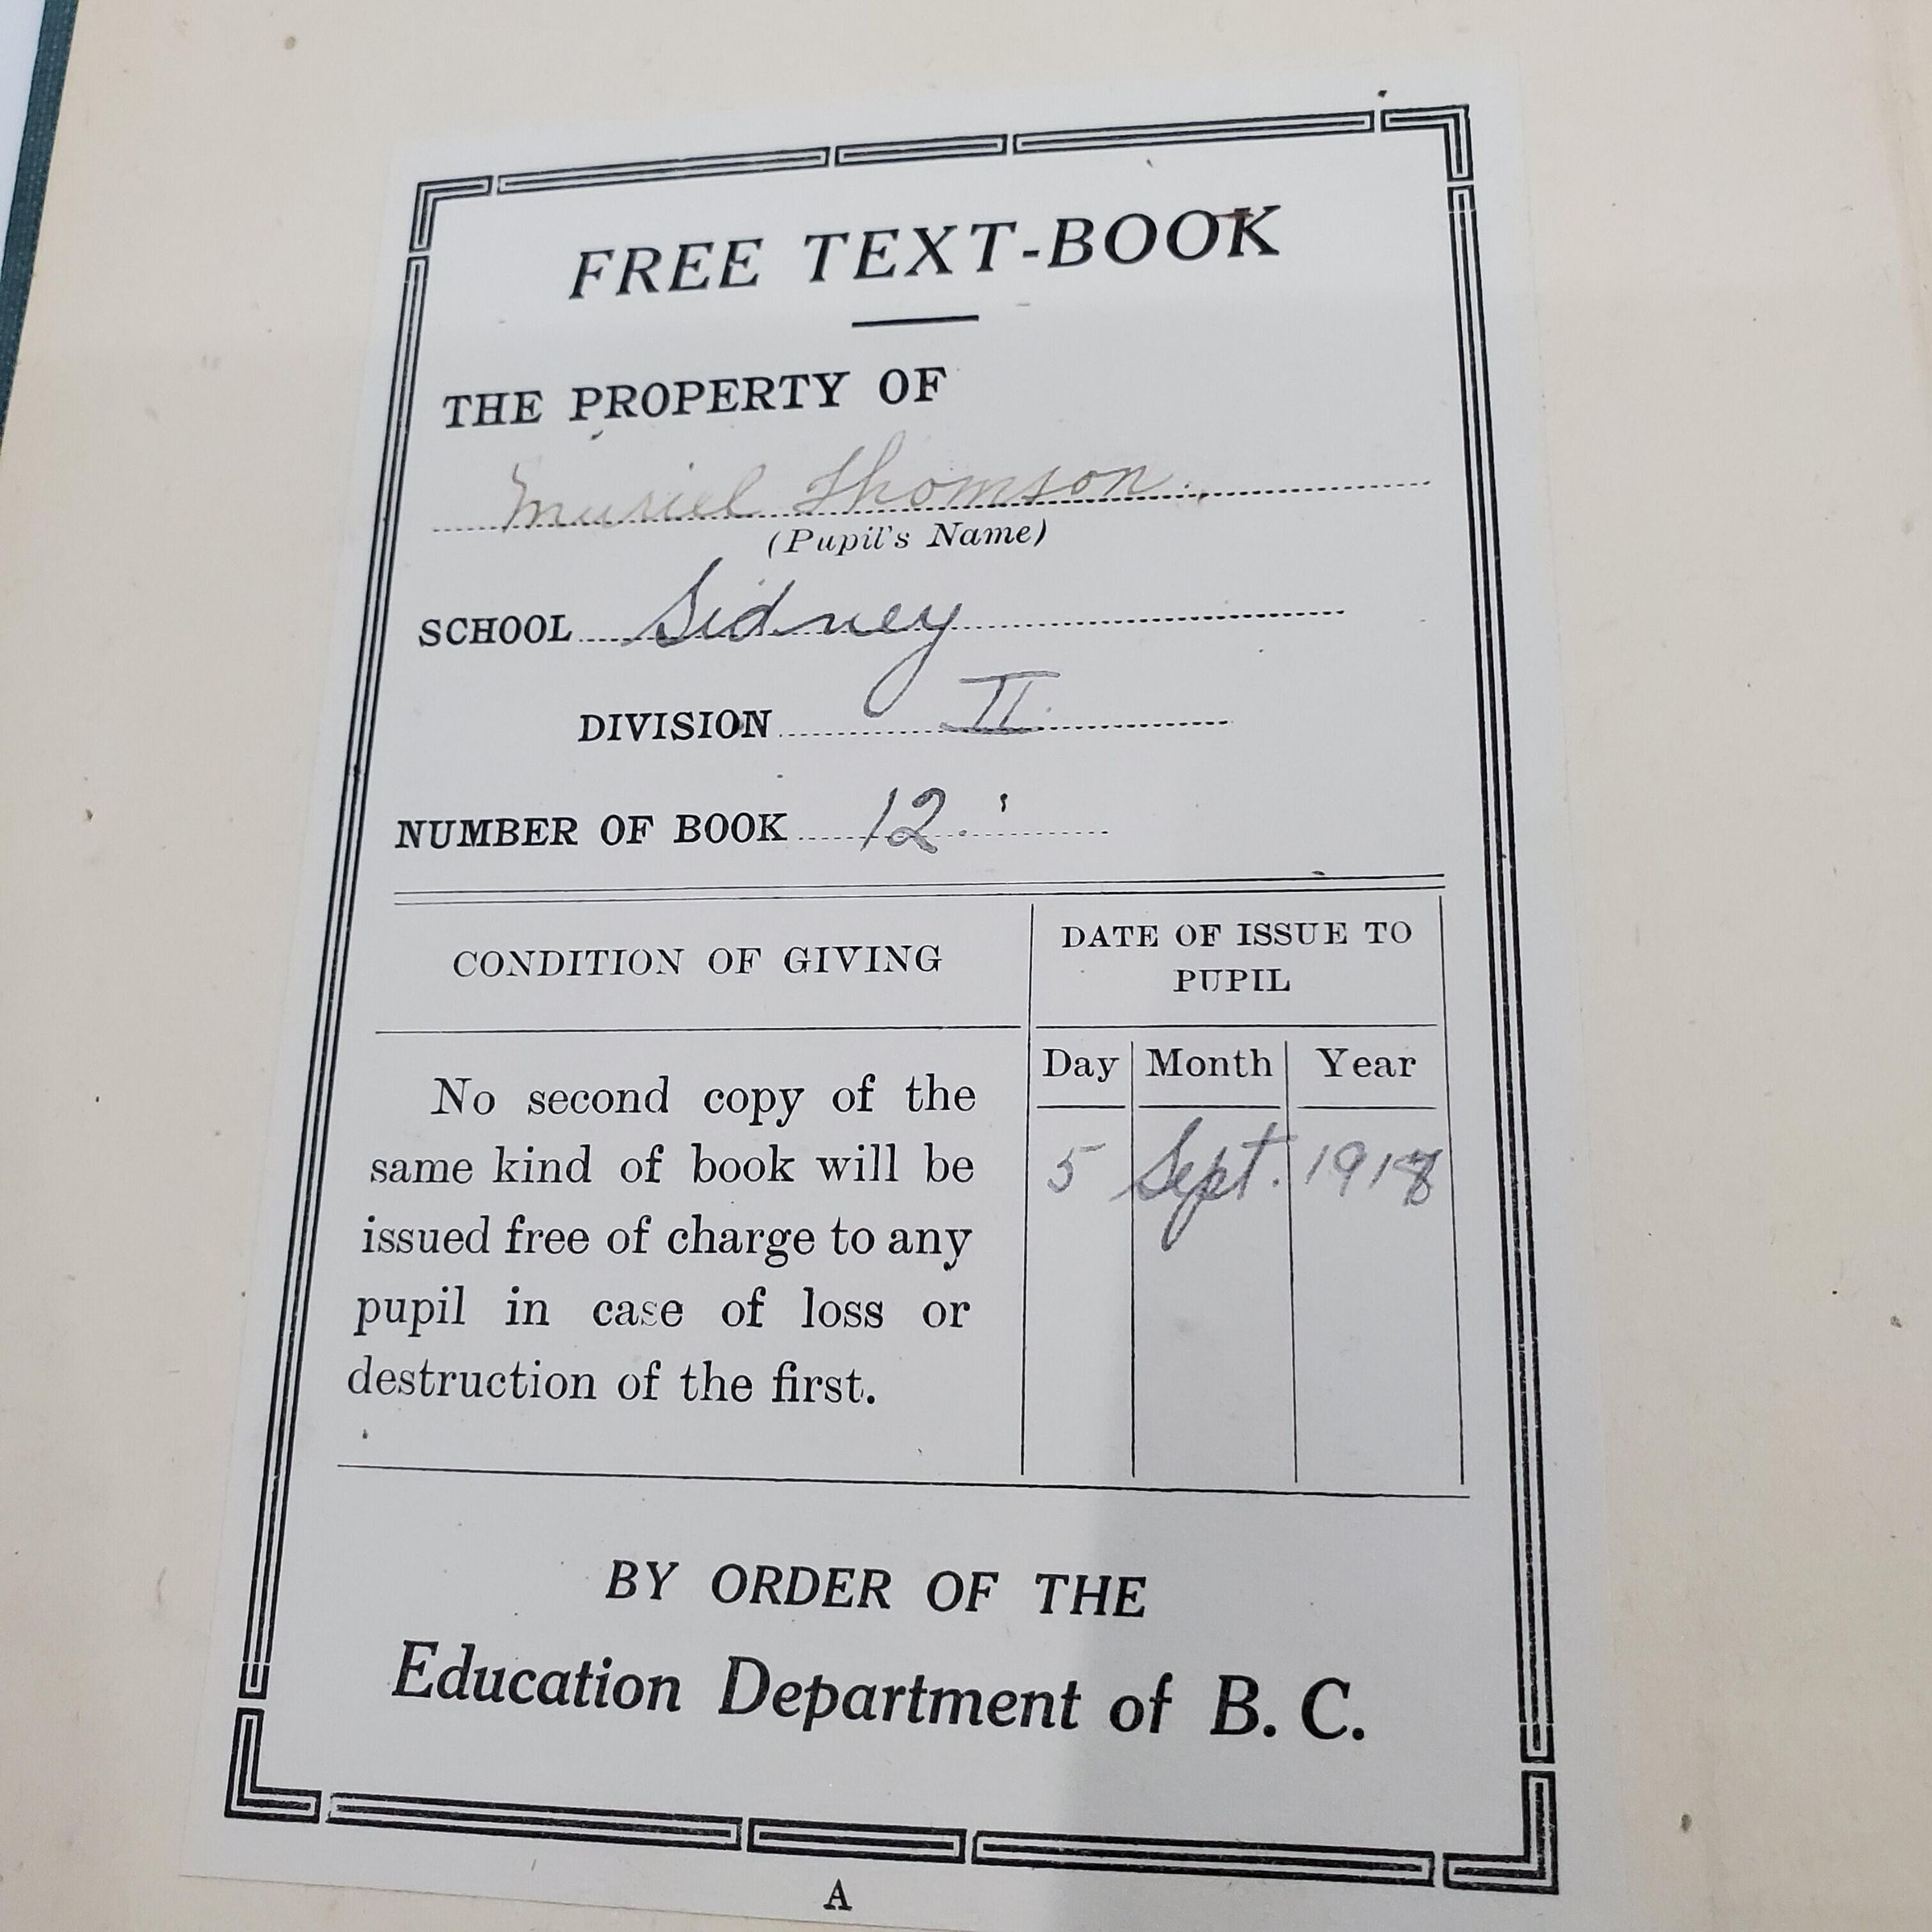 FREE TEXT-BOOK
THE PROPERTY OF
Muriel Thomson.
(Pupil's Name)
SCHOOL Sidney
DIVISION II.
NUMBER OF BOOK 12.
CONDITION OF GIVING
DATE OF ISSUE TO
PUPIL
Day Month Year
5 Sept. 1918
No second copy of the
same kind of book will be
issued free of charge to any
pupil in case of loss or
destruction of the first.
BY ORDER OF THE
Education Department of B. C.
A